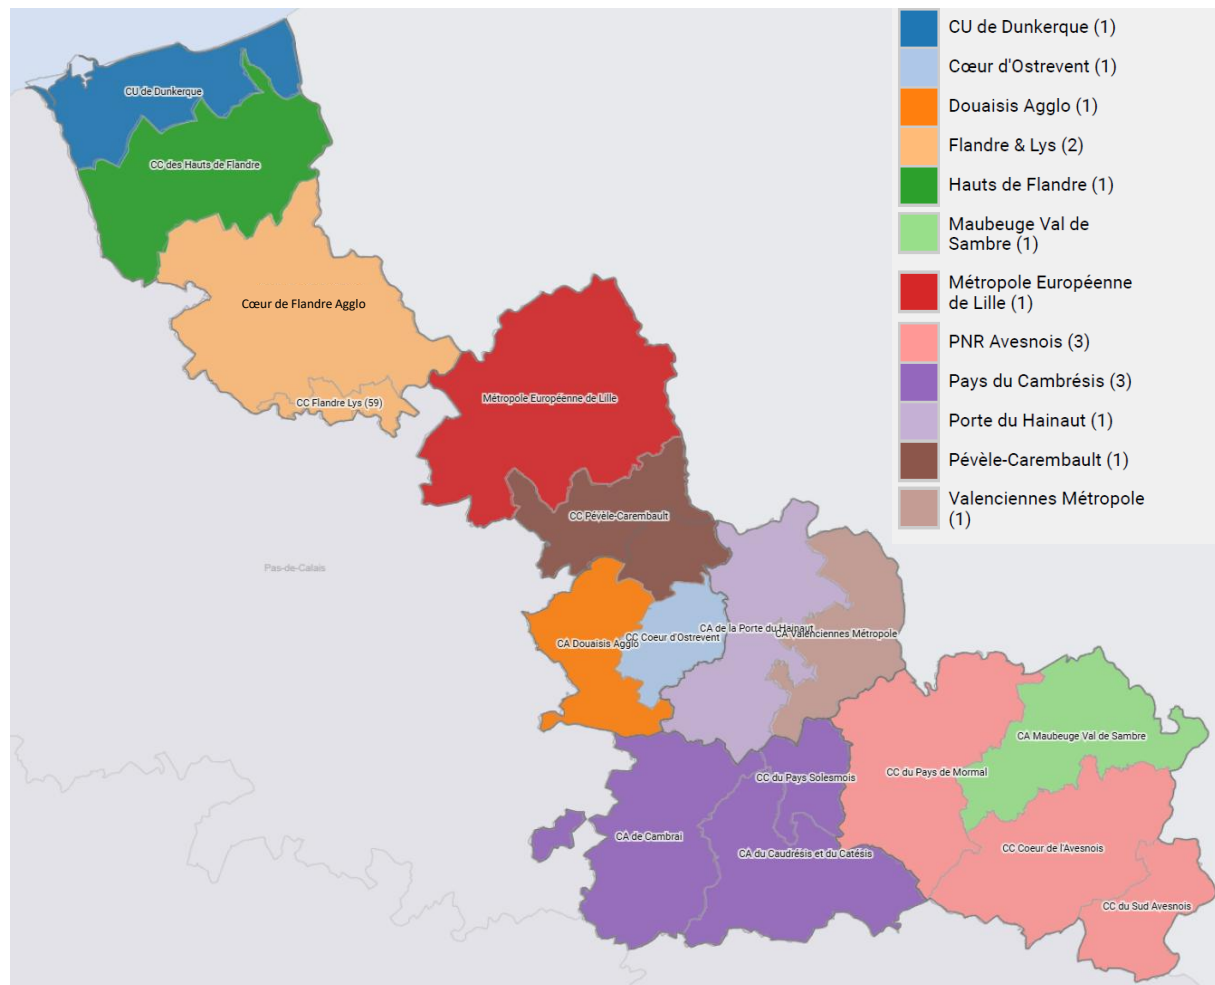 CU de Dunkerque (1)
Cœur d'Ostrevent (1)
Douaisis Agglo (1)
Flandre & Lys (2)
Hauts de Flandre (1)
Maubeuge Val de
Sambre (1)
Métropole Européenne
de Lille (1)
PNR Avesnois (3)
Pays du Cambrésis (3)
Porte du Hainaut (1)
Pévèle-Carembault (1)
Valenciennes Métropole
(1)
CU de Dunkerque
CC des Hauts de Flandre
Cœur de Flandre Agglo
CC Flandre Lys (59)
Métropole Européenne de Lille
CC Pévèle-Carembault
Pas-de-Calais
CA Douaisis Agglo
CC Coeur d'Ostrevent
CA de la Porte du Hainaut
CA Valenciennes Métropole
CA Maubeuge Val de Sambre
CC du Pays de Mormal
CC du Pays Solesmois
CA de Cambrai
CA du Caudrésis et du Catésis
CC Coeur de l'Avesnois
CC du Sud Avesnois